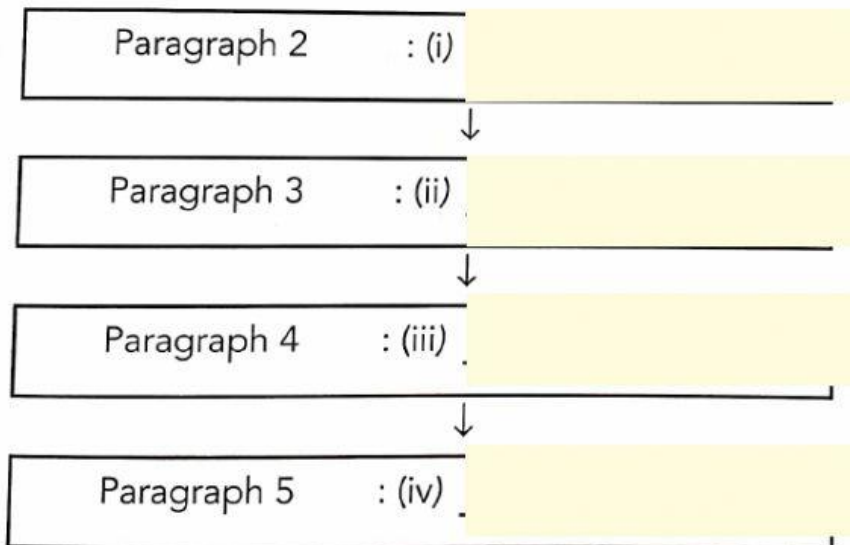 Paragraph 2 : (i)
Paragraph 3 : (ii)
Paragraph 4 : (iii)
Paragraph 5 : (iv)